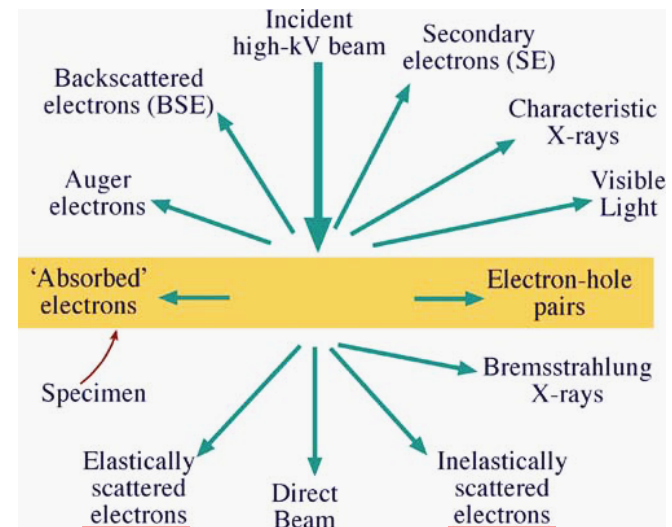 Incident
high-kV beam
Secondary
electrons (SE)
Backscattered
electrons (BSE)
Characteristic
X-rays
Auger
electrons
Visible
Light
‘Absorbed’
electrons
Electron-hole
pairs
Specimen
Bremsstrahlung
X-rays
Elastically
scattered
electrons
Direct
Beam
Inelastically
scattered
electrons